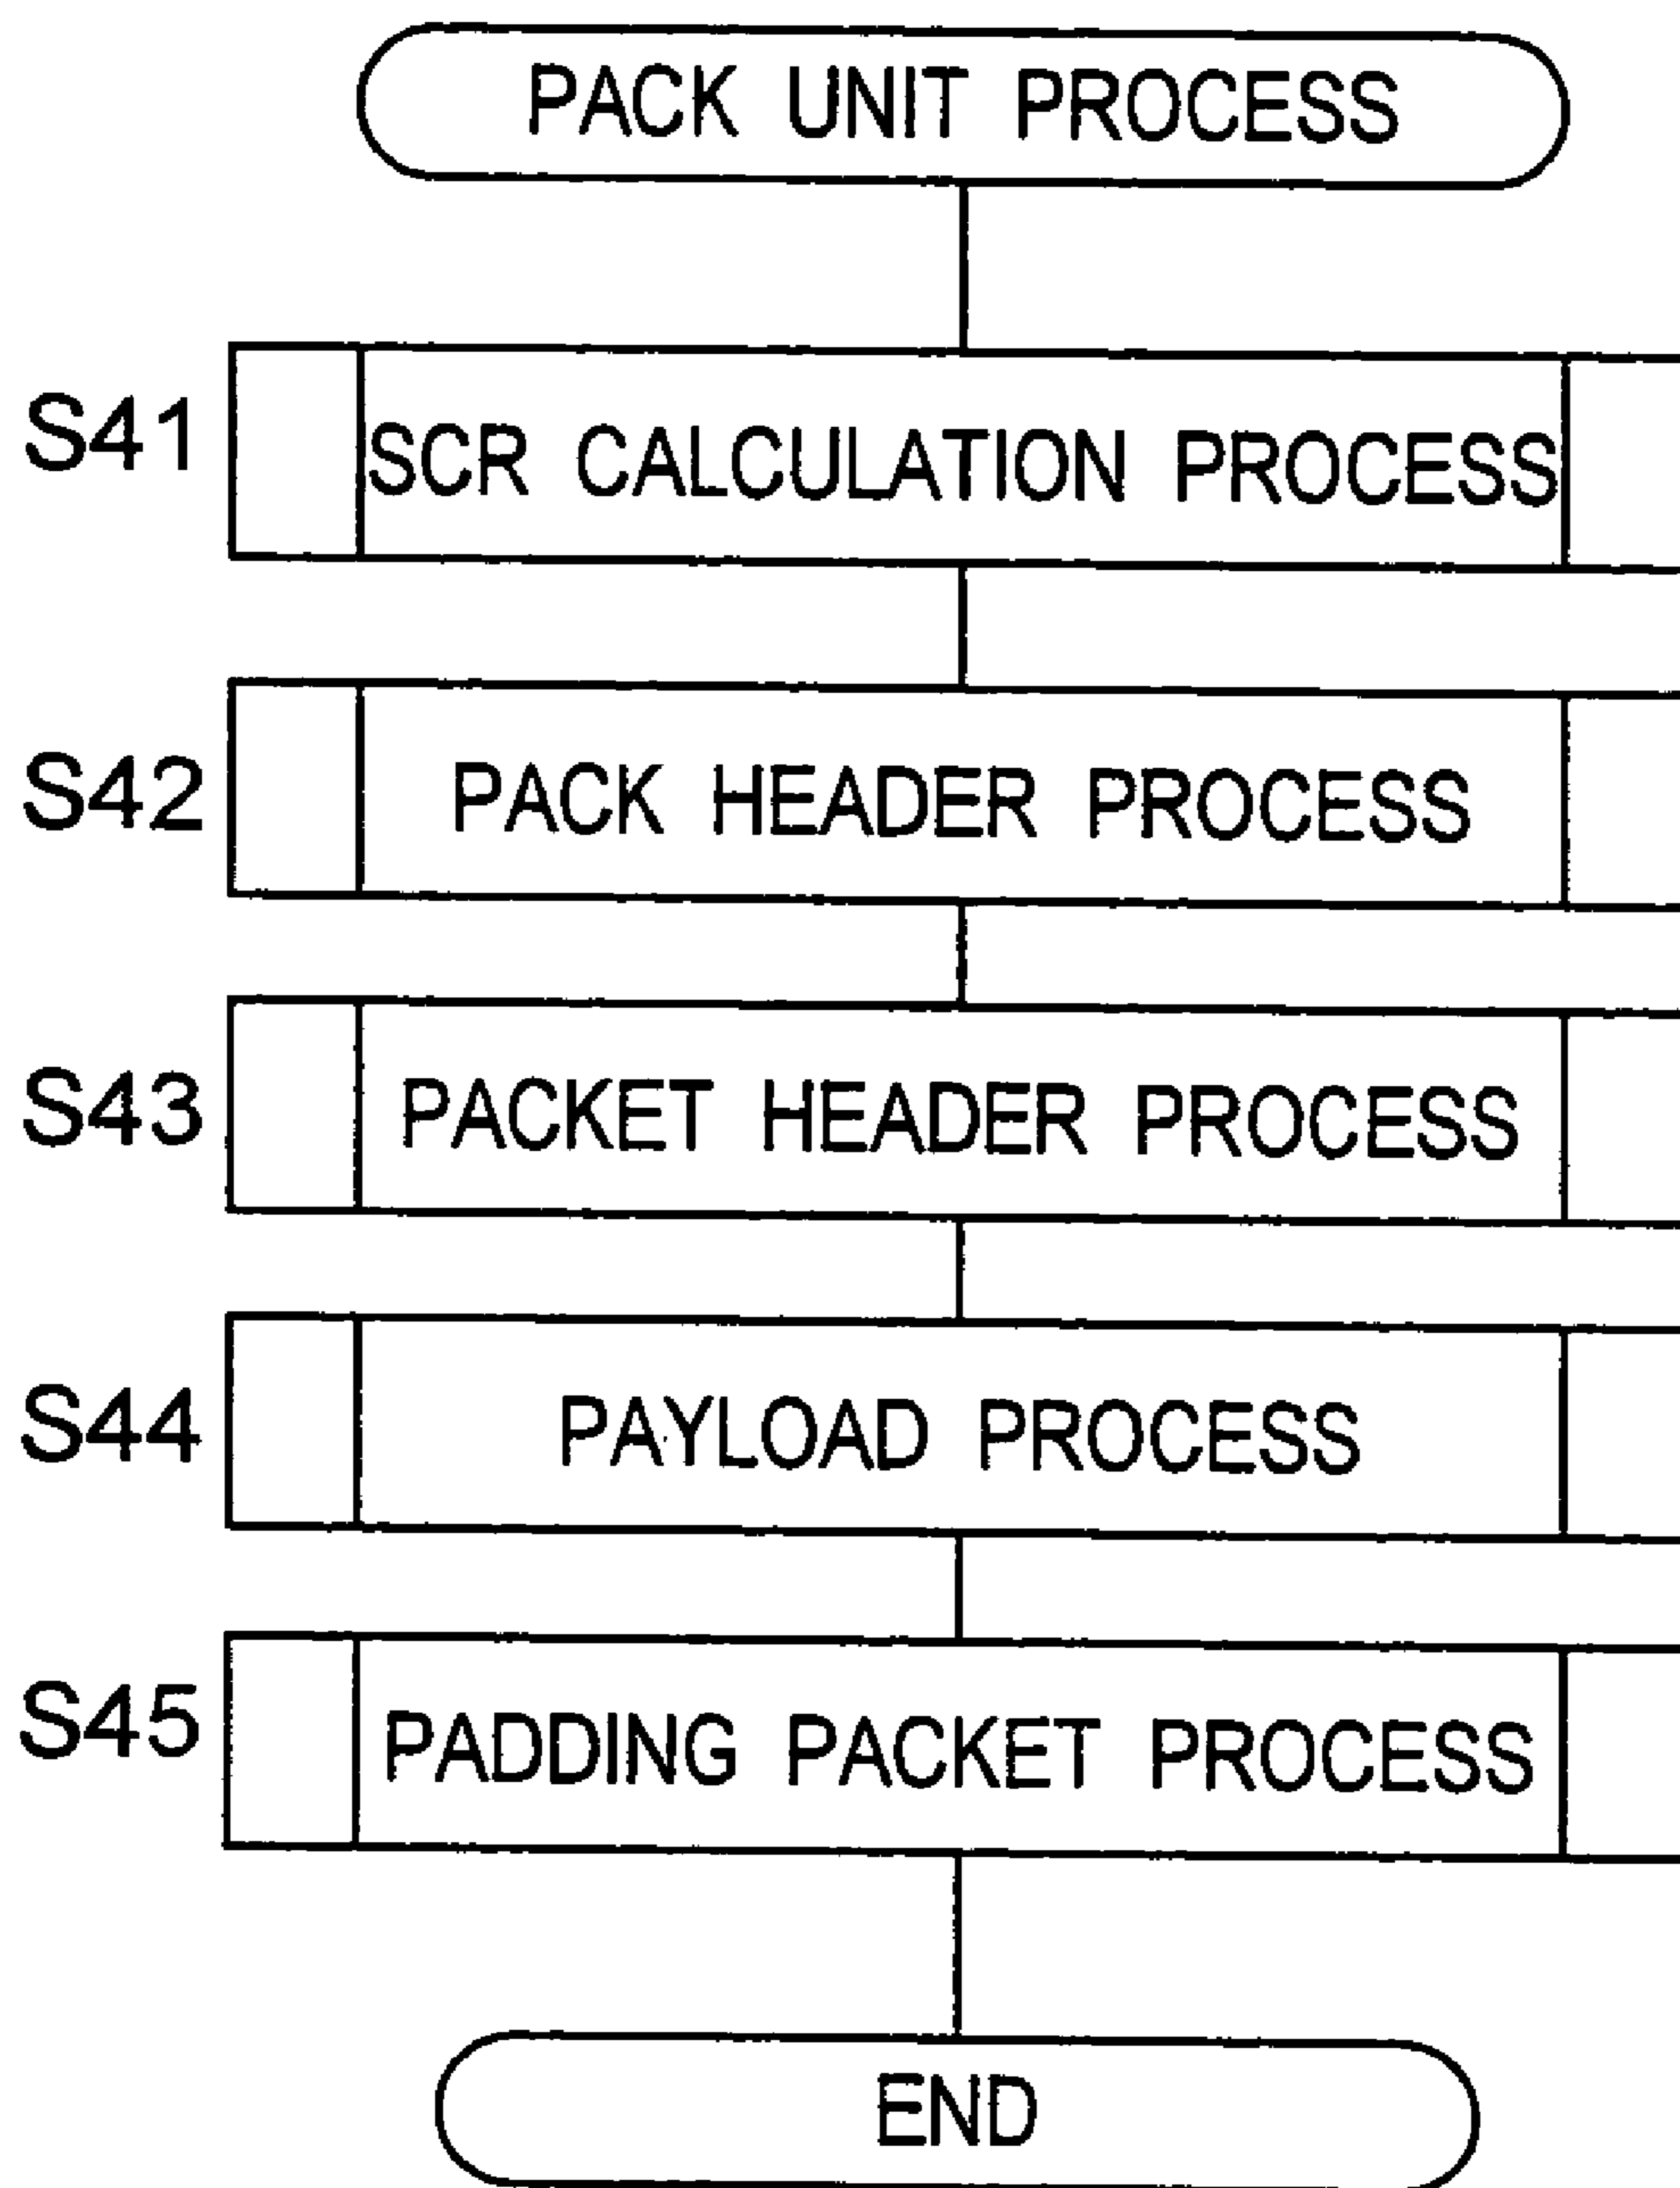 PACK UNIT PROCESS
S41
SCR CALCULATION PROCESS
S42
PACK HEADER PROCESS
S43
PACKET HEADER PROCESS
S44
PAYLOAD PROCESS
S45
PADDING PACKET PROCESS
END